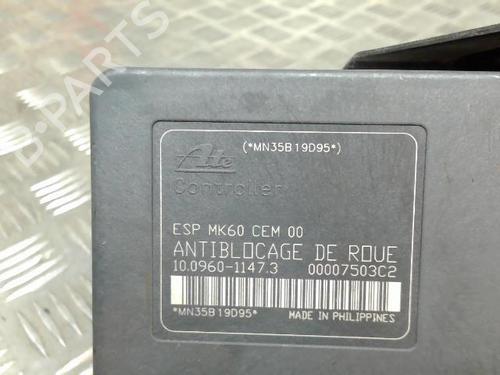 (*MN35B19D95*)
Ate
Controller
ESP MK60 CEM 00
ANTIBLOCAGE DE ROUE
10.0960-1147.3 00007503C2
*MN35B19D95* MADE IN PHILIPPINES
D-PARTS